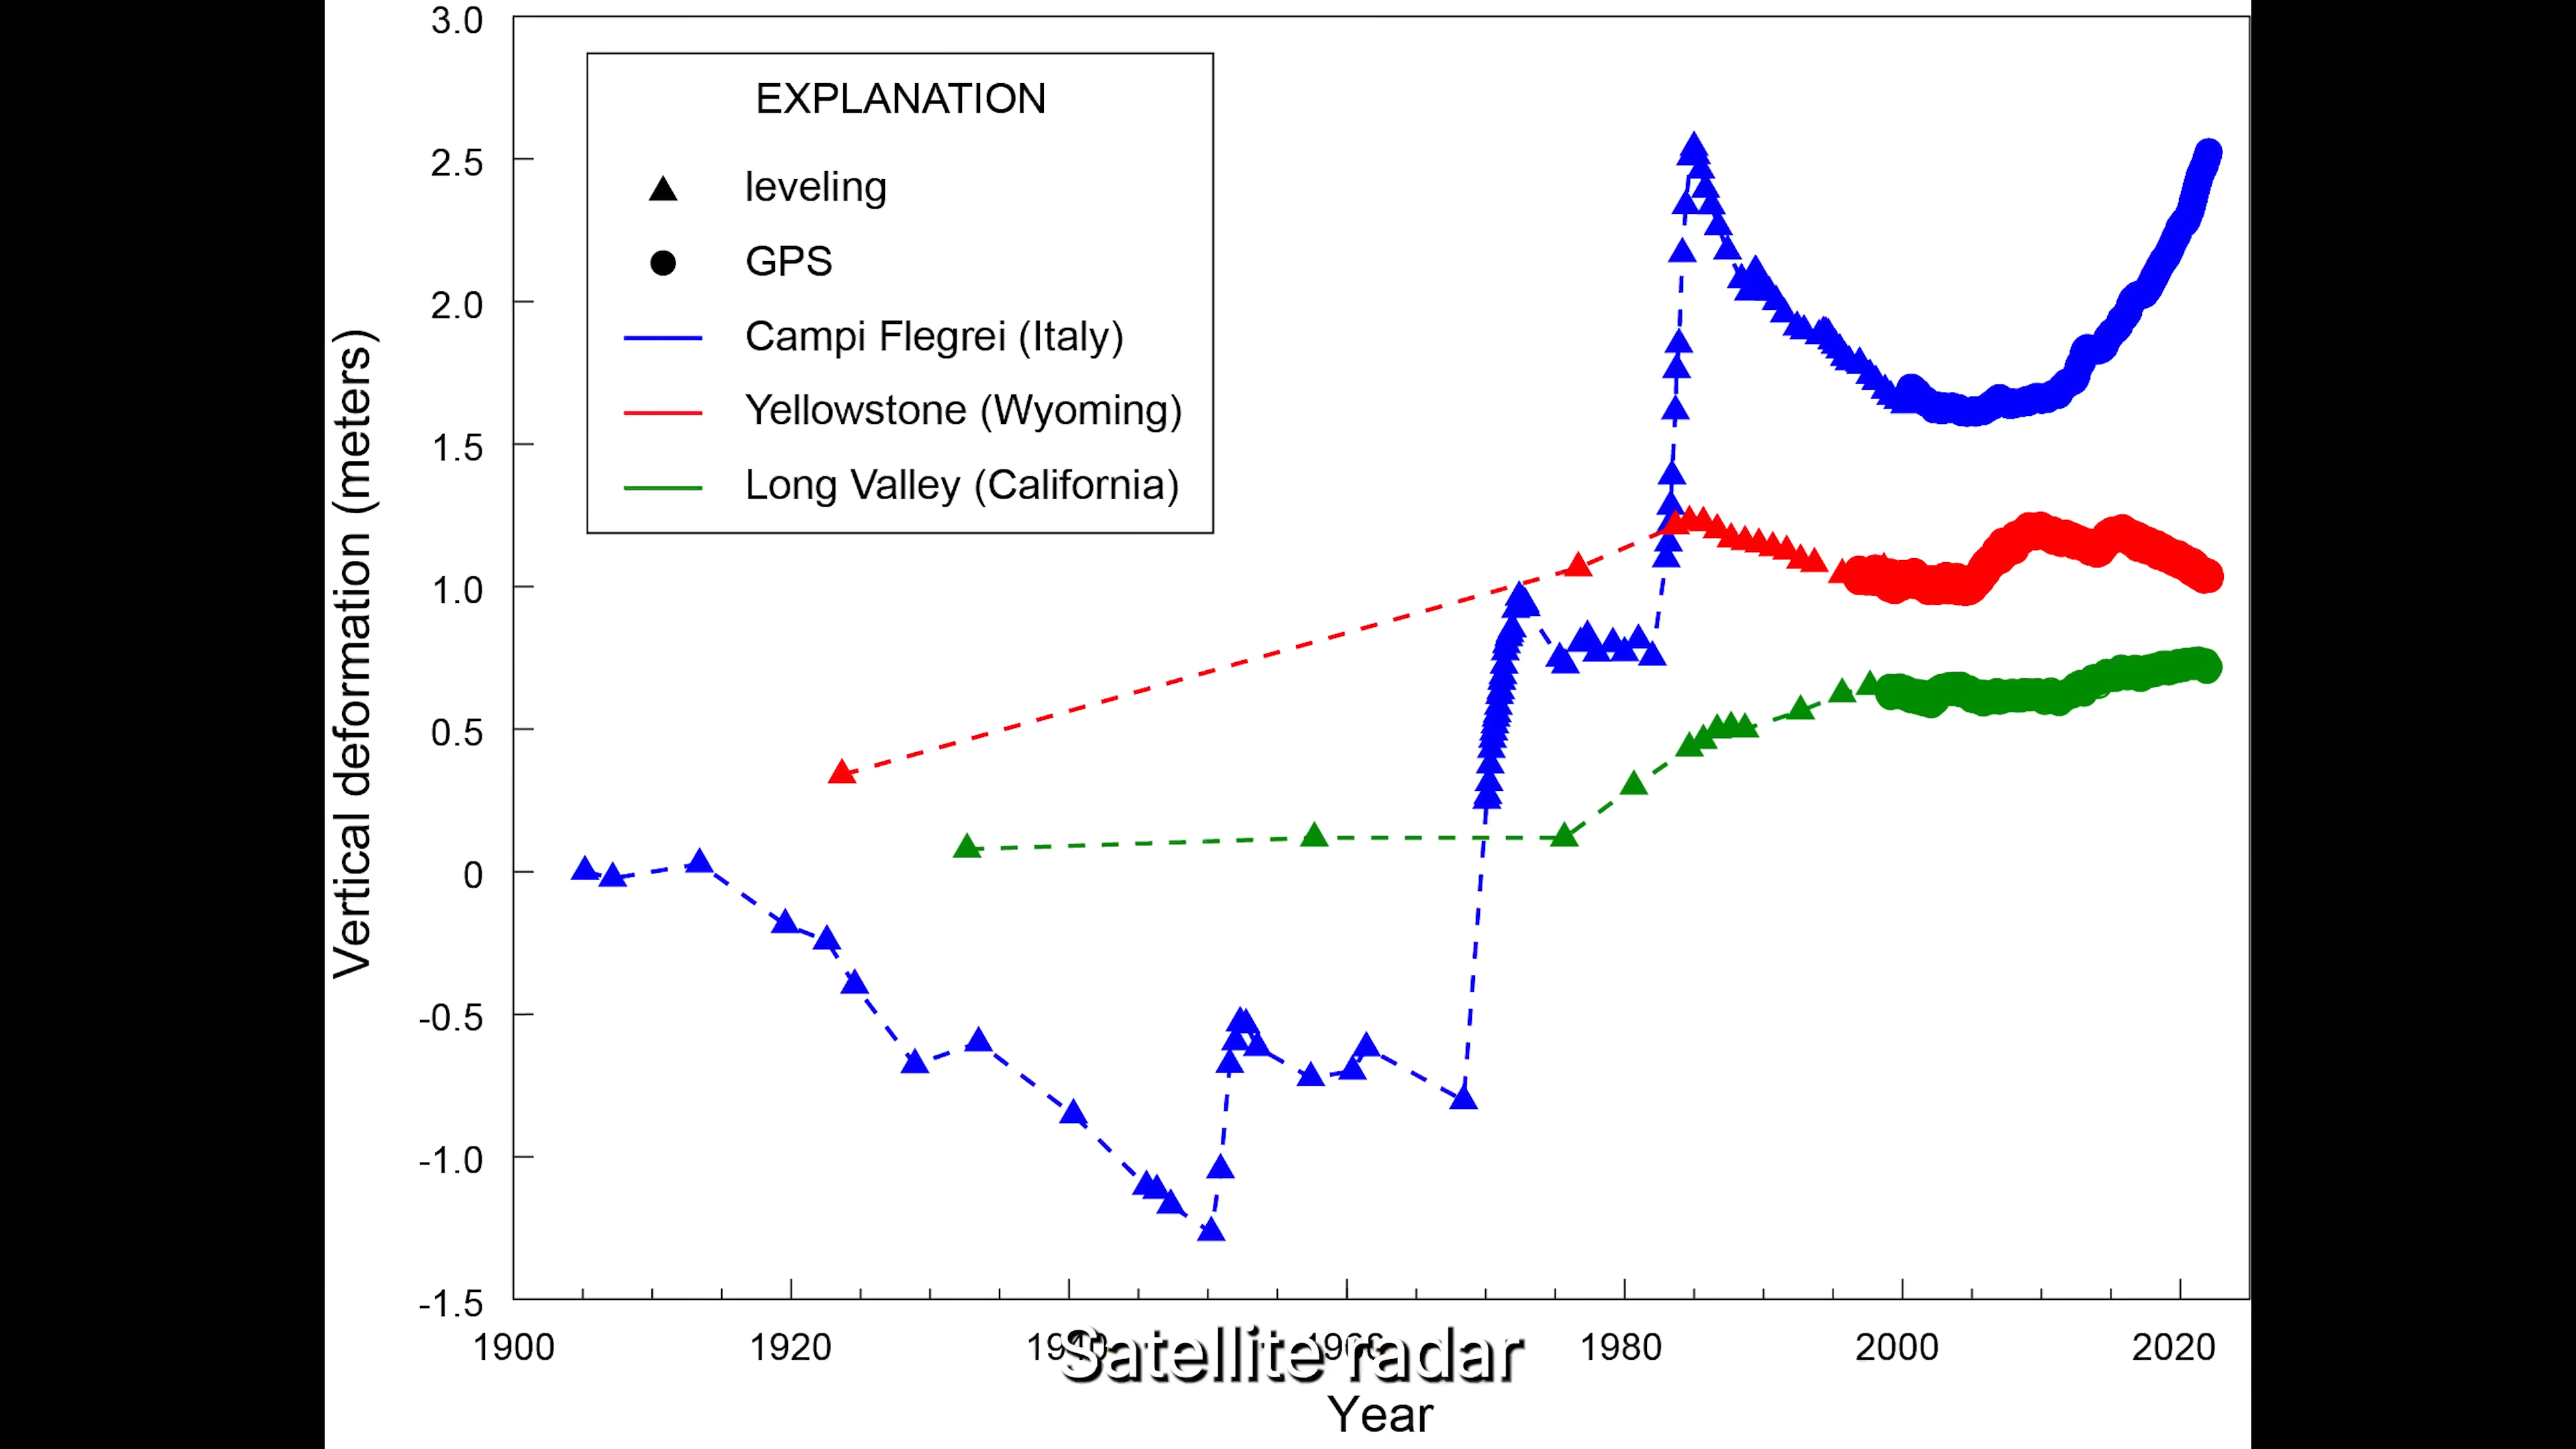 3.0
EXPLANATION
2.5
leveling
GPS
2.0
Campi Flegrei (Italy)
Yellowstone (Wyoming)
1.5
Long Valley (California)
1.0
0.5
0
-0.5
-1.0
-1.5
Vertical deformation (meters)
1900 1920 1940 1960 1980 2000 2020
Satellite radar
Year